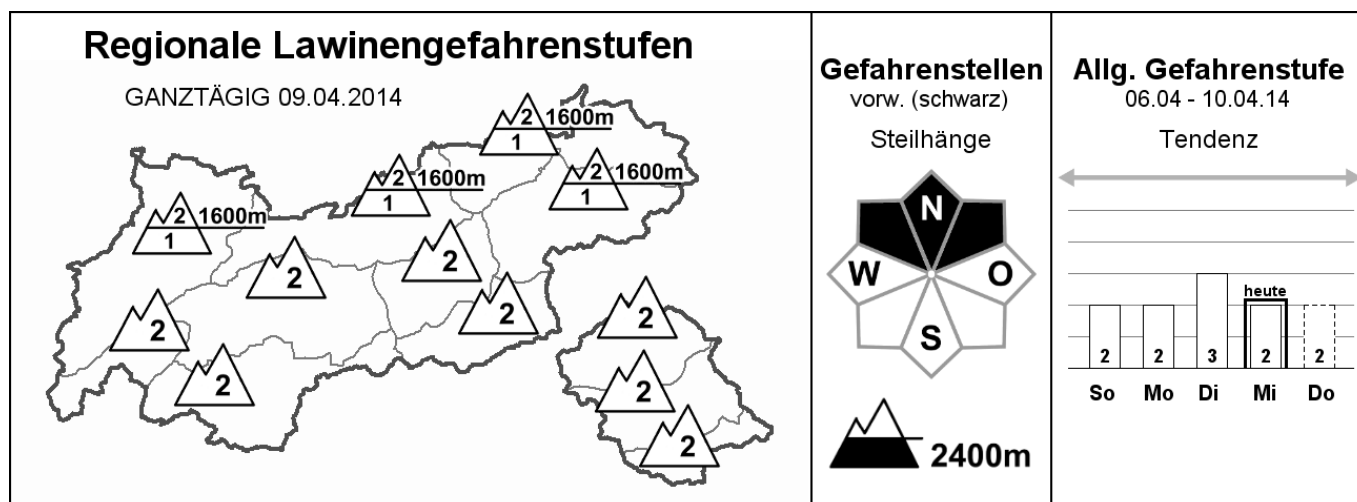 Regionale Lawinengefahrenstufen
GANZTÄGIG 09.04.2014
2 1600m
1
2 1600m
1
2 1600m
1
2 1600m
1
2
2
2
2
2
2
2
2
Gefahrenstellen
vorw. (schwarz)
Steilhänge
N
W
O
S
2400m
Allg. Gefahrenstufe
06.04 - 10.04.14
Tendenz
heute
2 2 3 2 2
So Mo Di Mi Do